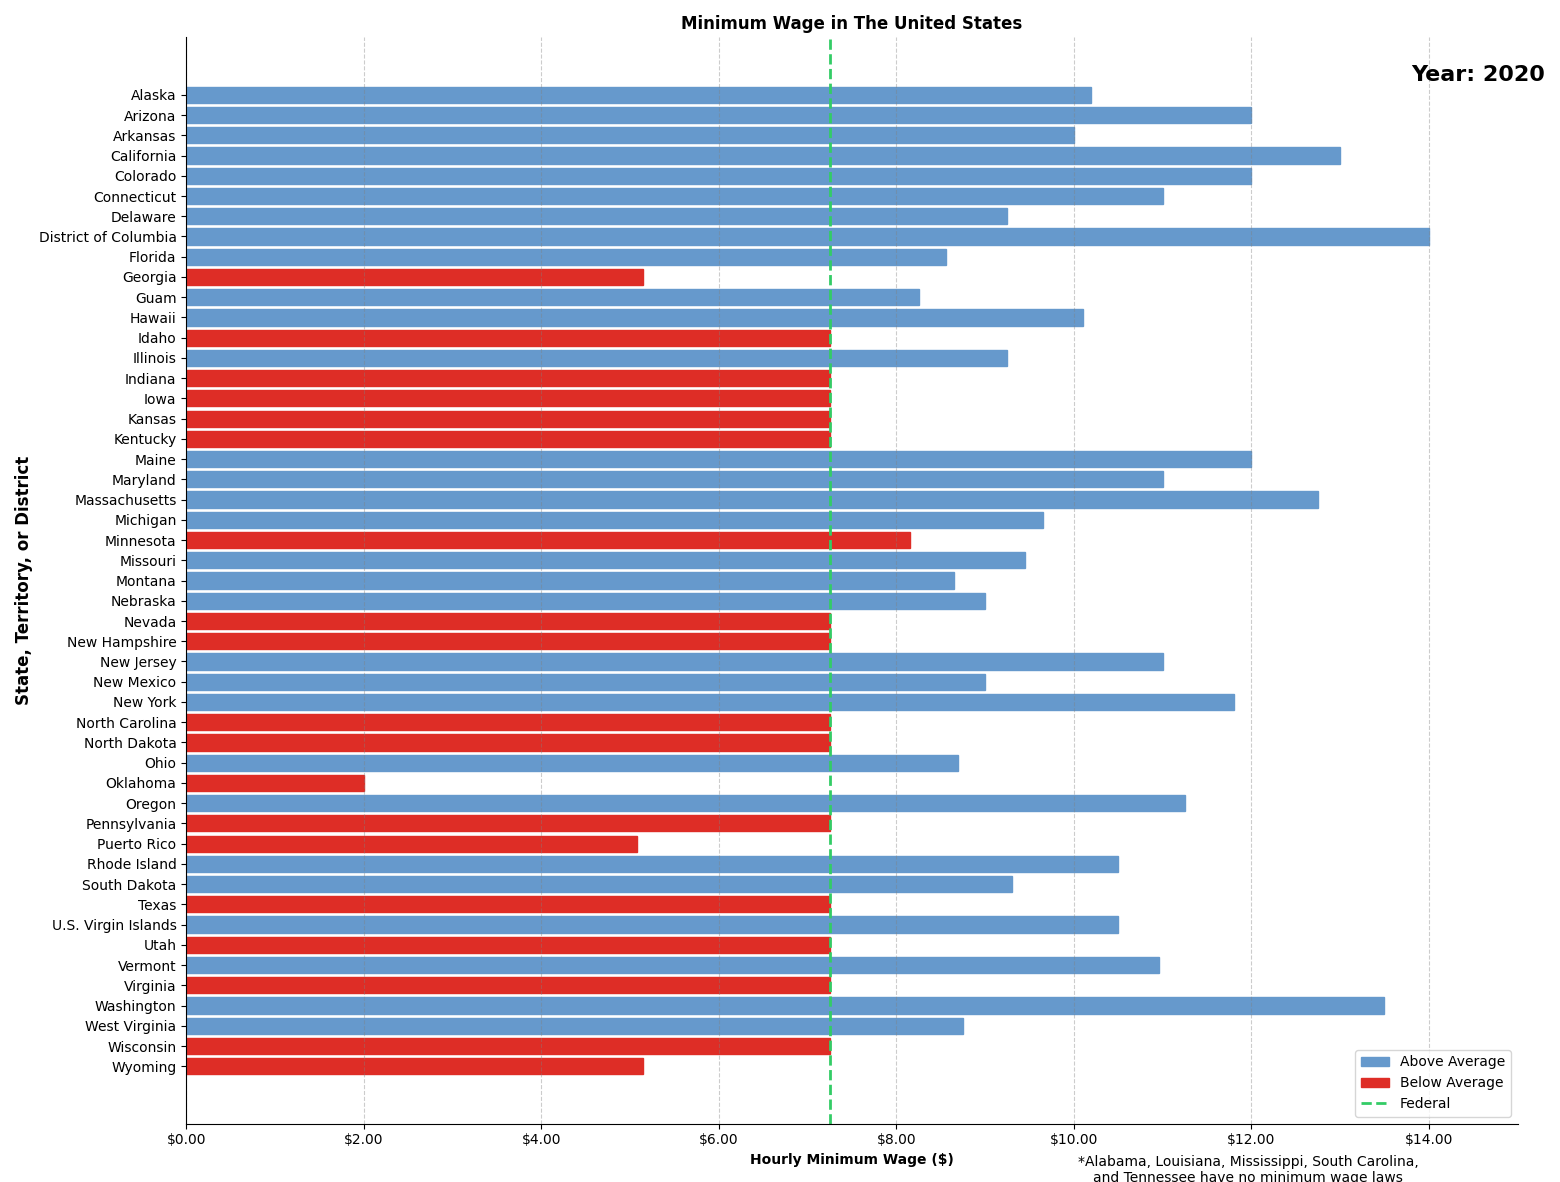 Minimum Wage in The United States
Year: 2020
State, Territory, or District
Alaska
Arizona
Arkansas
California
Colorado
Connecticut
Delaware
District of Columbia
Florida
Georgia
Guam
Hawaii
Idaho
Illinois
Indiana
Iowa
Kansas
Kentucky
Maine
Maryland
Massachusetts
Michigan
Minnesota
Missouri
Montana
Nebraska
Nevada
New Hampshire
New Jersey
New Mexico
New York
North Carolina
North Dakota
Ohio
Oklahoma
Oregon
Pennsylvania
Puerto Rico
Rhode Island
South Dakota
Texas
U.S. Virgin Islands
Utah
Vermont
Virginia
Washington
West Virginia
Wisconsin
Wyoming
Above Average
Below Average
Federal
$0.00 $2.00 $4.00 $6.00 $8.00 $10.00 $12.00 $14.00
Hourly Minimum Wage ($)
*Alabama, Louisiana, Mississippi, South Carolina,
and Tennessee have no minimum wage laws